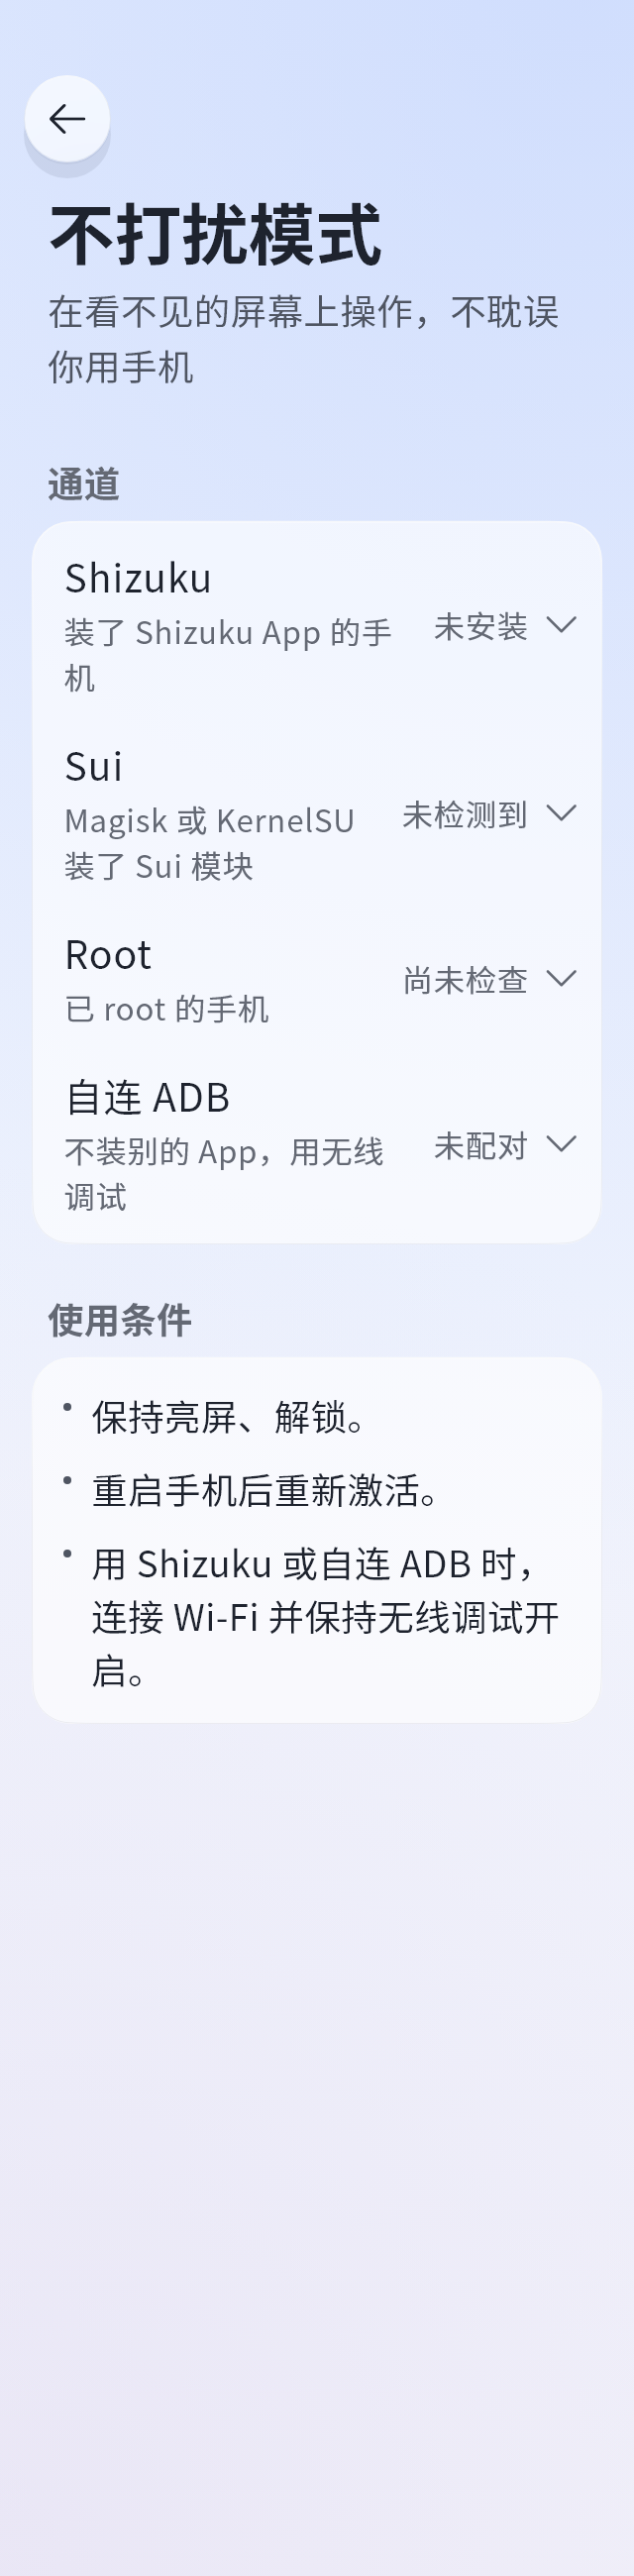 不打扰模式
在看不见的屏幕上操作，不耽误
你用手机
通道
Shizuku
装了 Shizuku App 的手
机
未安装
Sui
Magisk 或 KernelSU
装了 Sui 模块
未检测到
Root
已 root 的手机
尚未检查
自连 ADB
不装别的 App，用无线
调试
未配对
使用条件
• 保持亮屏、解锁。
• 重启手机后重新激活。
• 用 Shizuku 或自连 ADB 时，
连接 Wi-Fi 并保持无线调试开
启。